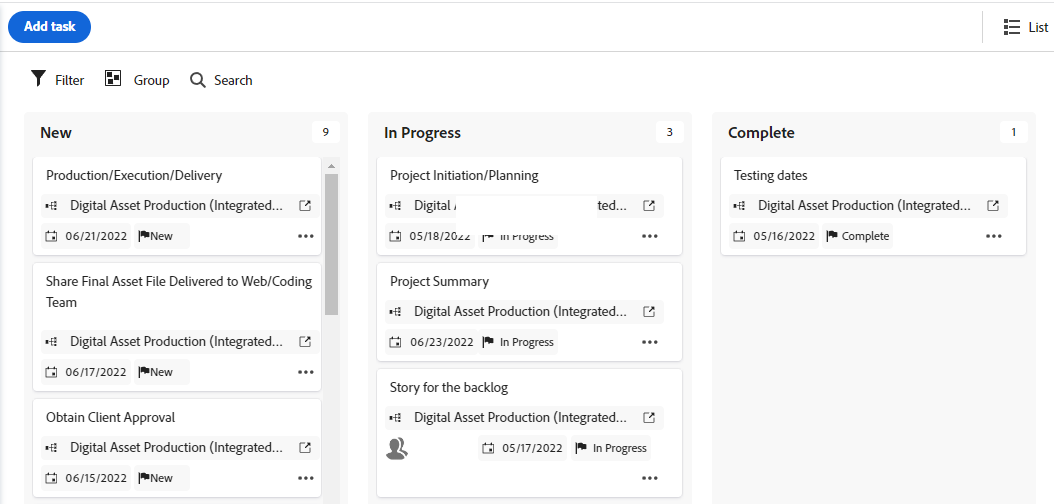 Add task
List
Filter
Group
Search
New
9
Production/Execution/Delivery
Digital Asset Production (Integrated...
06/21/2022
New
Share Final Asset File Delivered to Web/Coding
Team
Digital Asset Production (Integrated...
06/17/2022
New
Obtain Client Approval
Digital Asset Production (Integrated...
06/15/2022
New
In Progress
3
Project Initiation/Planning
Digital
ted...
05/18/2022
In Progress
Project Summary
Digital Asset Production (Integrated...
06/23/2022
In Progress
Story for the backlog
Digital Asset Production (Integrated...
05/17/2022
In Progress
Complete
1
Testing dates
Digital Asset Production (Integrated...
05/16/2022
Complete